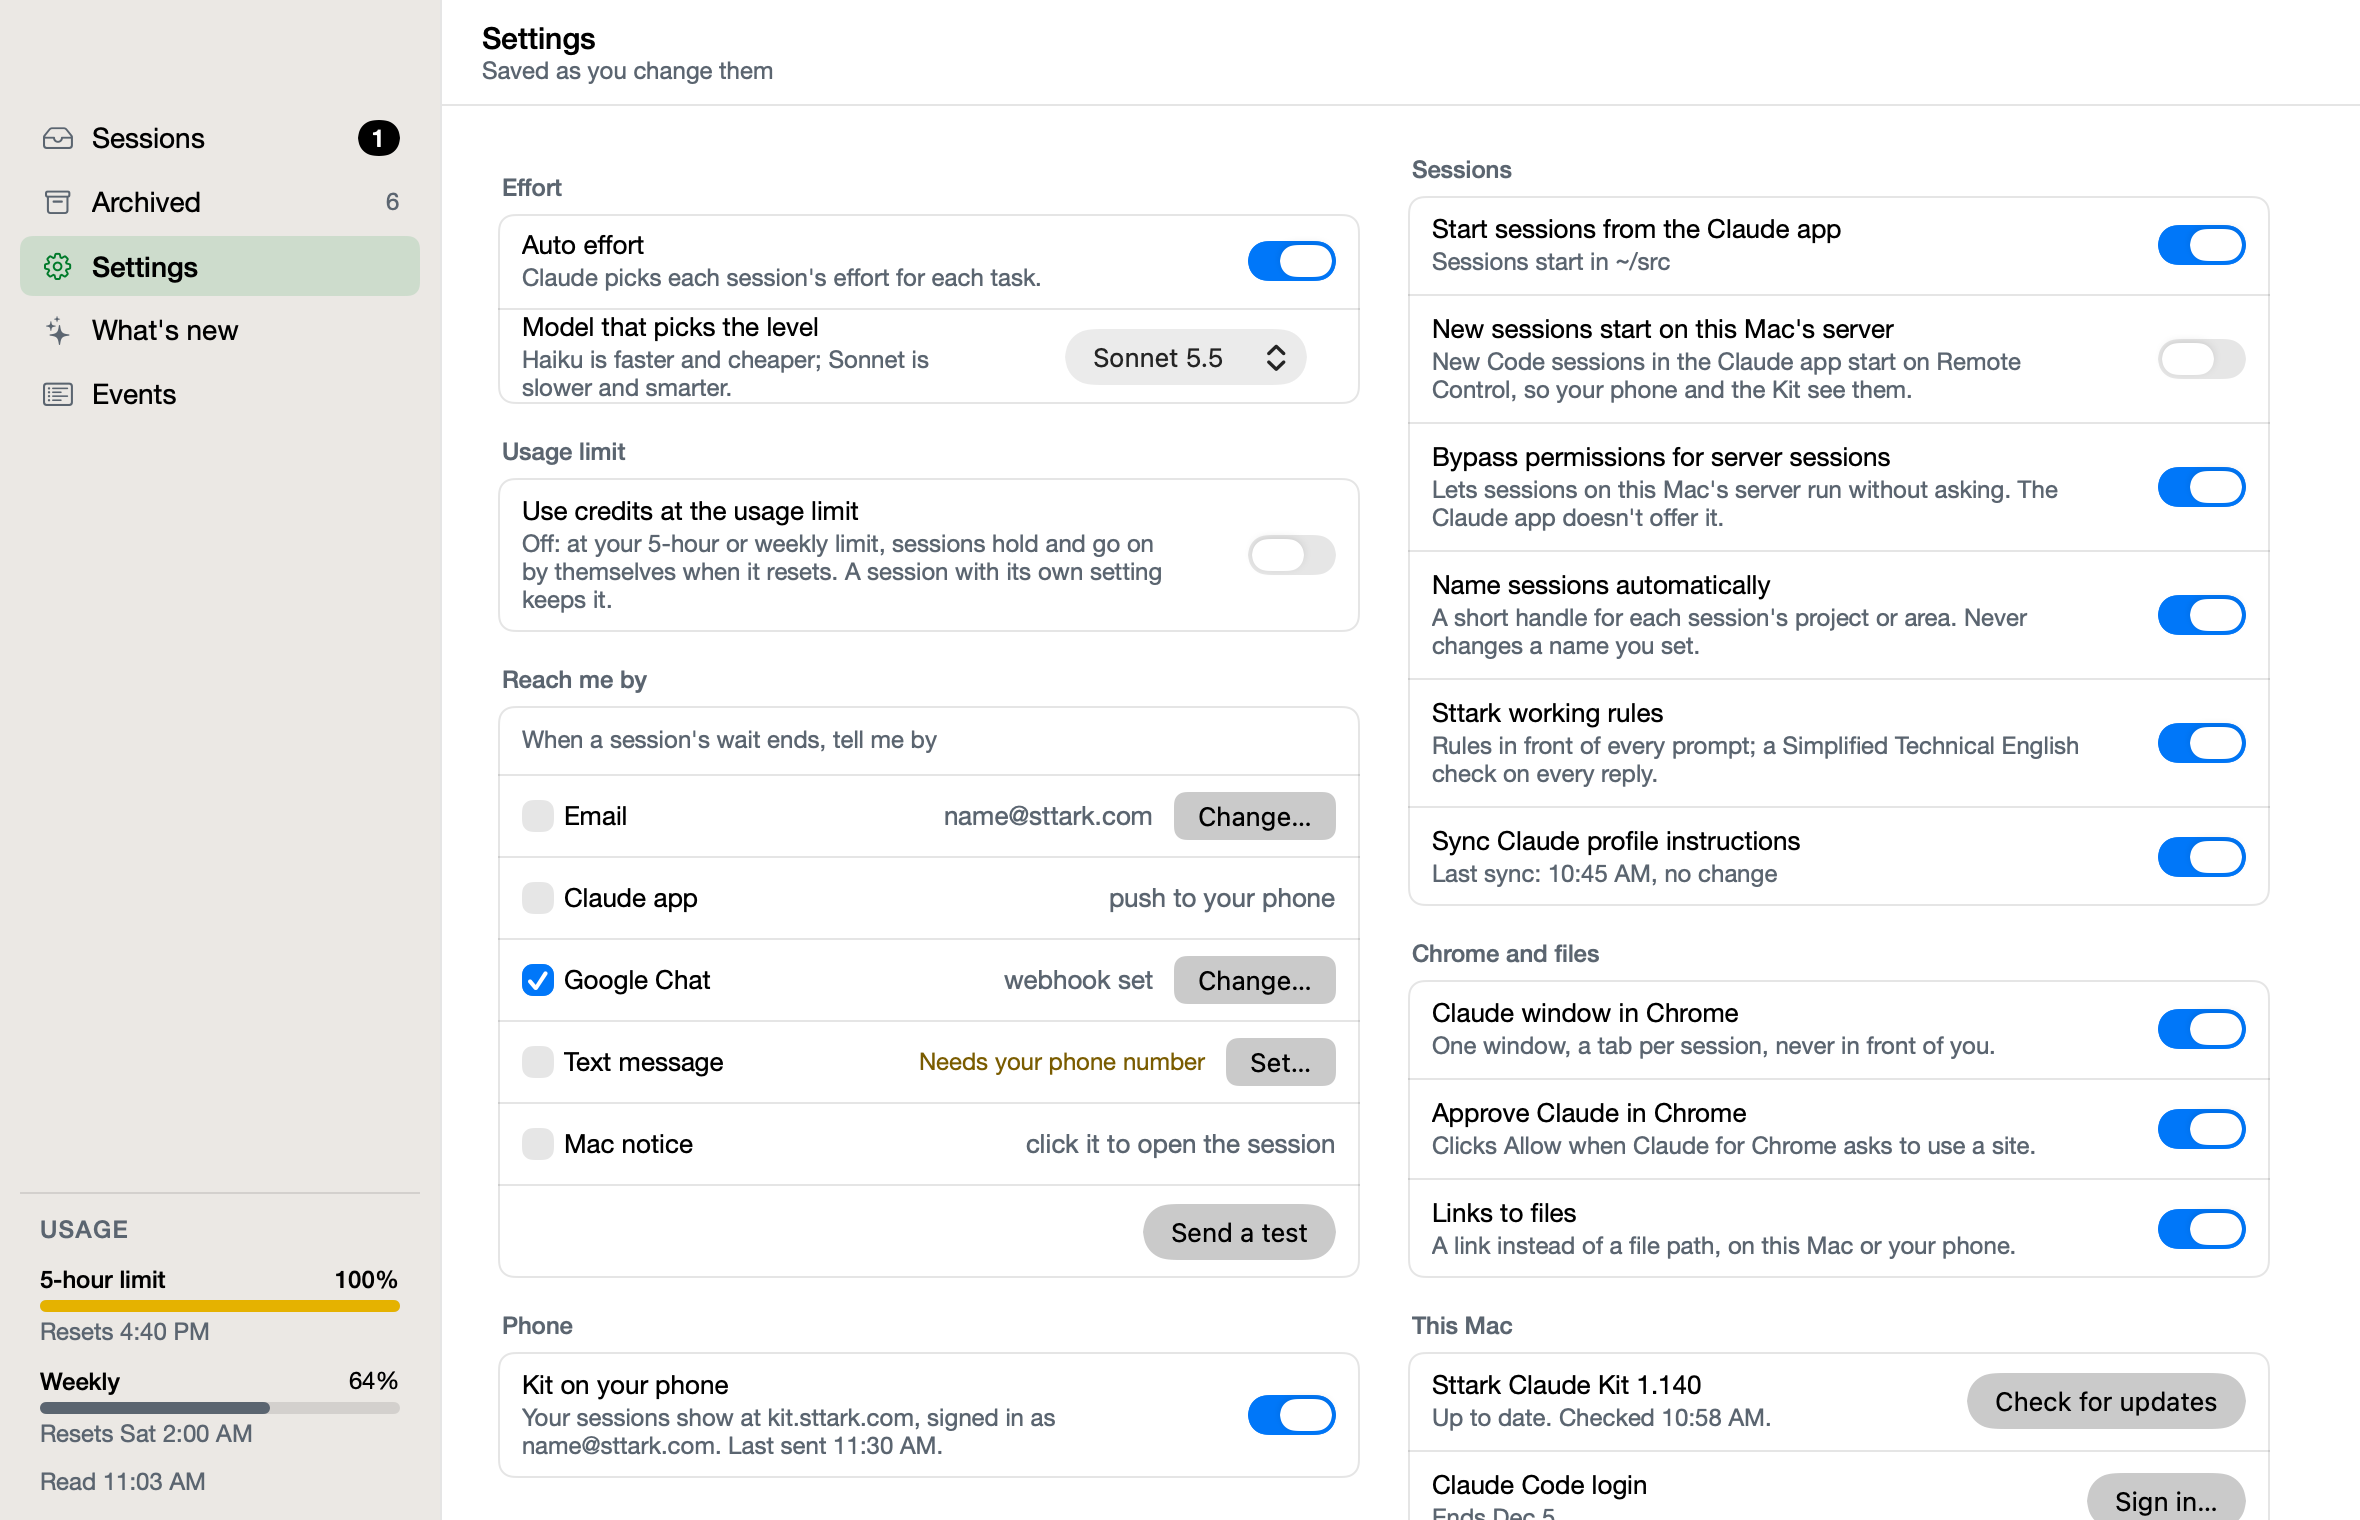 Sessions 1
Archived 6
Settings
What's new
Events
USAGE
5-hour limit 100%
Resets 4:40 PM
Weekly 64%
Resets Sat 2:00 AM
Read 11:03 AM
Settings
Saved as you change them
Effort
Auto effort
Claude picks each session's effort for each task.
Model that picks the level
Haiku is faster and cheaper; Sonnet is
slower and smarter.
Sonnet 5.5
Usage limit
Use credits at the usage limit
Off: at your 5-hour or weekly limit, sessions hold and go on
by themselves when it resets. A session with its own setting
keeps it.
Reach me by
When a session's wait ends, tell me by
Email name@sttark.com Change...
Claude app push to your phone
Google Chat webhook set Change...
Text message Needs your phone number Set...
Mac notice click it to open the session
Send a test
Phone
Kit on your phone
Your sessions show at kit.sttark.com, signed in as
name@sttark.com. Last sent 11:30 AM.
Sessions
Start sessions from the Claude app
Sessions start in ~/src
New sessions start on this Mac's server
New Code sessions in the Claude app start on Remote
Control, so your phone and the Kit see them.
Bypass permissions for server sessions
Lets sessions on this Mac's server run without asking. The
Claude app doesn't offer it.
Name sessions automatically
A short handle for each session's project or area. Never
changes a name you set.
Sttark working rules
Rules in front of every prompt; a Simplified Technical English
check on every reply.
Sync Claude profile instructions
Last sync: 10:45 AM, no change
Chrome and files
Claude window in Chrome
One window, a tab per session, never in front of you.
Approve Claude in Chrome
Clicks Allow when Claude for Chrome asks to use a site.
Links to files
A link instead of a file path, on this Mac or your phone.
This Mac
Sttark Claude Kit 1.140
Up to date. Checked 10:58 AM.
Check for updates
Claude Code login
Ends Dec 5
Sign in...